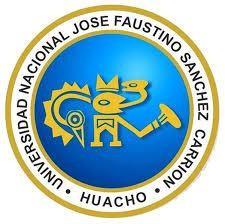 UNIVERSIDAD NACIONAL JOSE FAUSTINO SANCHEZ CARRION
• HUACHO •